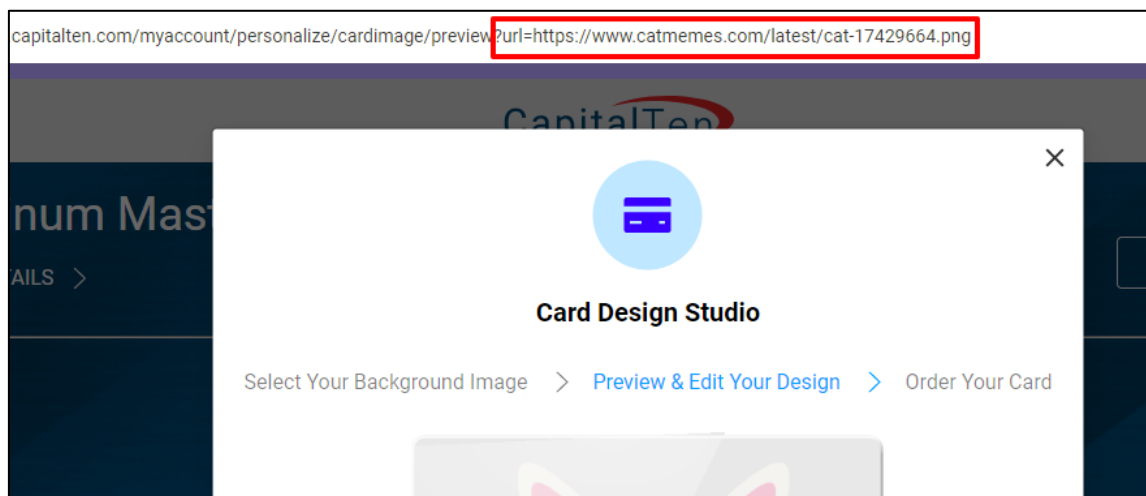 capitalten.com/myaccount/personalize/cardimage/preview?url=https://www.catmemes.com/latest/cat-17429664.png
CapitalTen
num Mast
AILS >
Card Design Studio
Select Your Background Image > Preview & Edit Your Design > Order Your Card